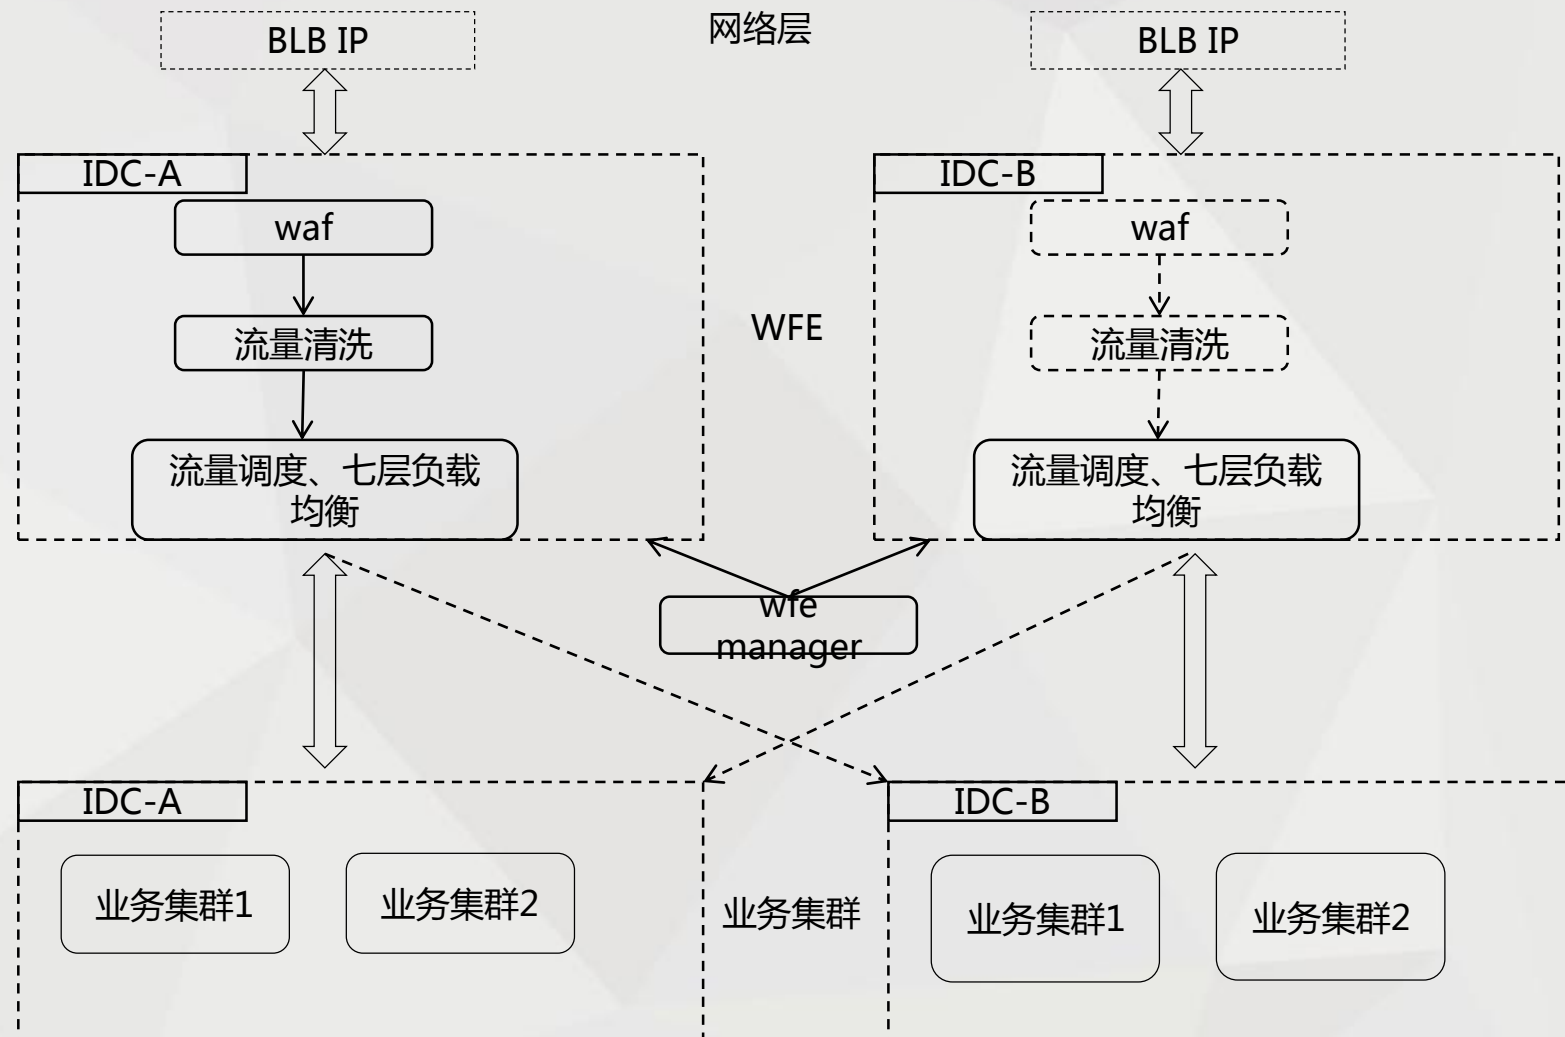 BLB IP
网络层
BLB IP
IDC-A
waf
流量清洗
流量调度、七层负载
均衡
WFE
IDC-B
waf
流量清洗
流量调度、七层负载
均衡
wfe
manager
IDC-A
业务集群1
业务集群2
业务集群
IDC-B
业务集群1
业务集群2